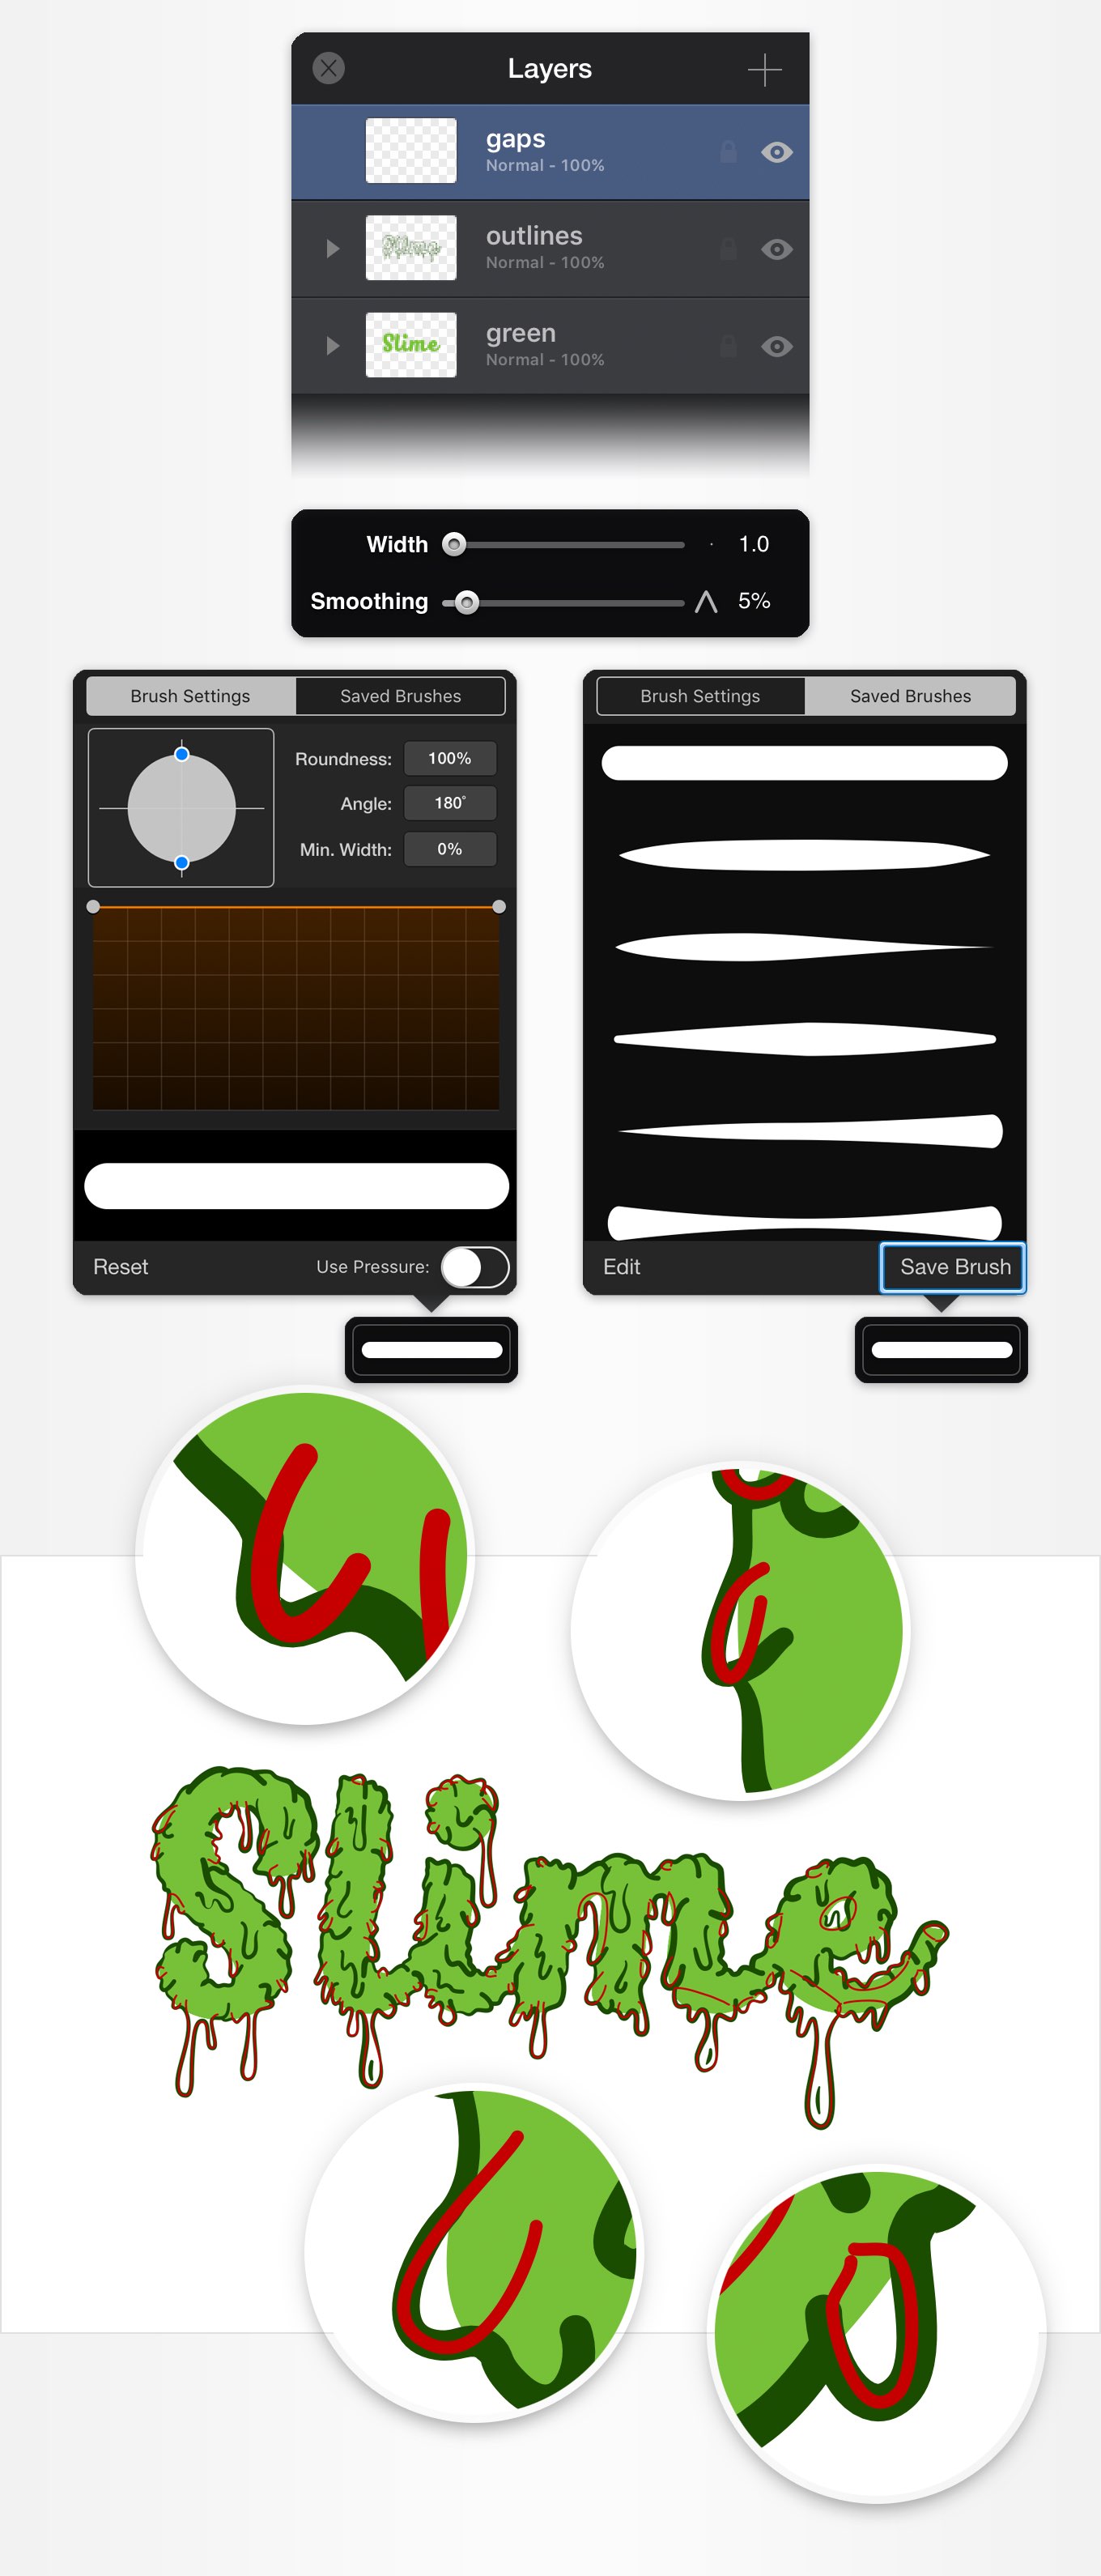 Layers
gaps
Normal - 100%
outlines
Normal - 100%
Slime
green
Normal - 100%
Width 1.0
Smoothing 5%
Brush Settings Saved Brushes
Roundness: 100%
Angle: 180°
Min. Width: 0%
Reset Use Pressure:
Brush Settings Saved Brushes
Edit Save Brush
Slime